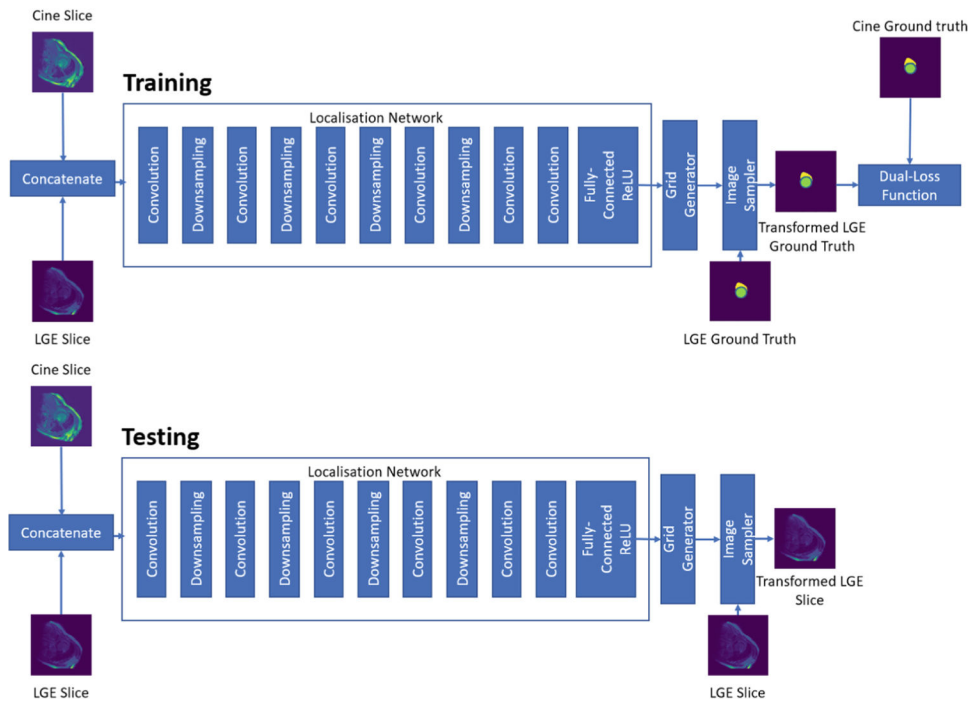 Cine Slice
Cine Ground truth
Training
Localisation Network
Concatenate
Convolution
Downsampling
Convolution
Downsampling
Convolution
Downsampling
Convolution
Downsampling
Convolution
Convolution
Fully-
Connected
ReLU
Grid
Generator
Image
Sampler
Dual-Loss
Function
Transformed LGE
Ground Truth
LGE Slice
LGE Ground Truth
Cine Slice
Testing
Localisation Network
Concatenate
Convolution
Downsampling
Convolution
Downsampling
Convolution
Downsampling
Convolution
Downsampling
Convolution
Convolution
Fully-
Connected
ReLU
Grid
Generator
Image
Sampler
Transformed LGE
Slice
LGE Slice
LGE Slice